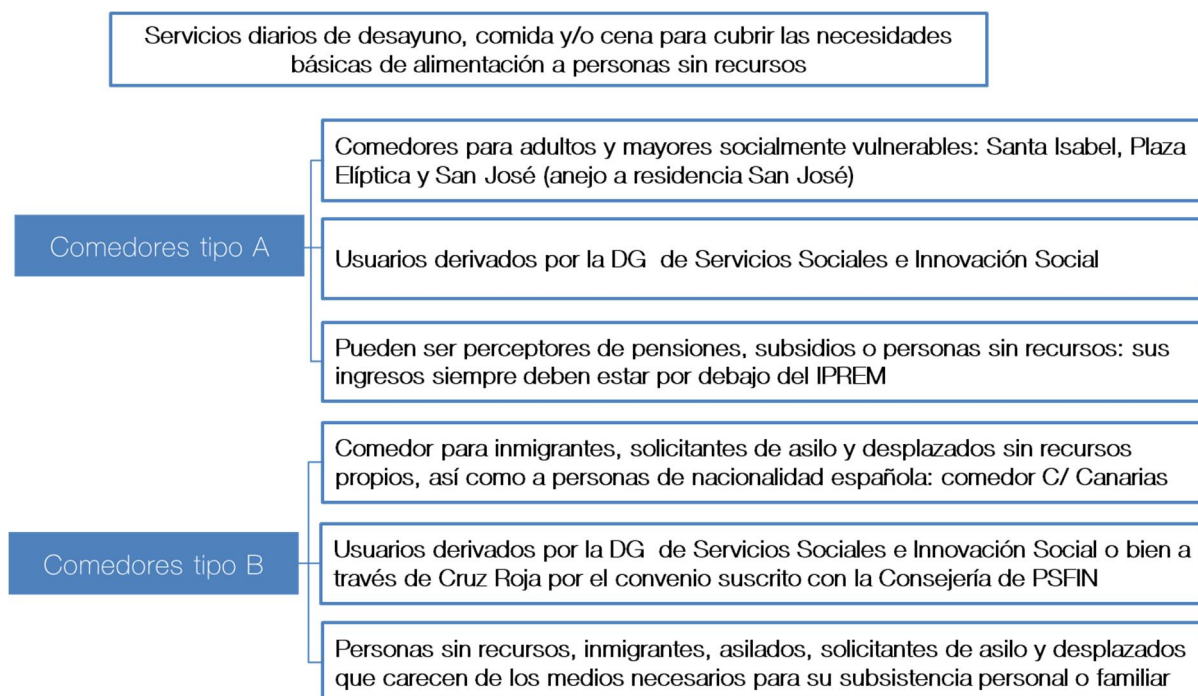 Servicios diarios de desayuno, comida y/o cena para cubrir las necesidades
básicas de alimentación a personas sin recursos
Comedores tipo A
Comedores para adultos y mayores socialmente vulnerables: Santa Isabel, Plaza
Elíptica y San José (anejo a residencia San José)
Usuarios derivados por la DG de Servicios Sociales e Innovación Social
Pueden ser perceptores de pensiones, subsidios o personas sin recursos: sus
ingresos siempre deben estar por debajo del IPREM
Comedores tipo B
Comedor para inmigrantes, solicitantes de asilo y desplazados sin recursos
propios, así como a personas de nacionalidad española: comedor C/ Canarias
Usuarios derivados por la DG de Servicios Sociales e Innovación Social o bien a
través de Cruz Roja por el convenio suscrito con la Consejería de PSFIN
Personas sin recursos, inmigrantes, asilados, solicitantes de asilo y desplazados
que carecen de los medios necesarios para su subsistencia personal o familiar